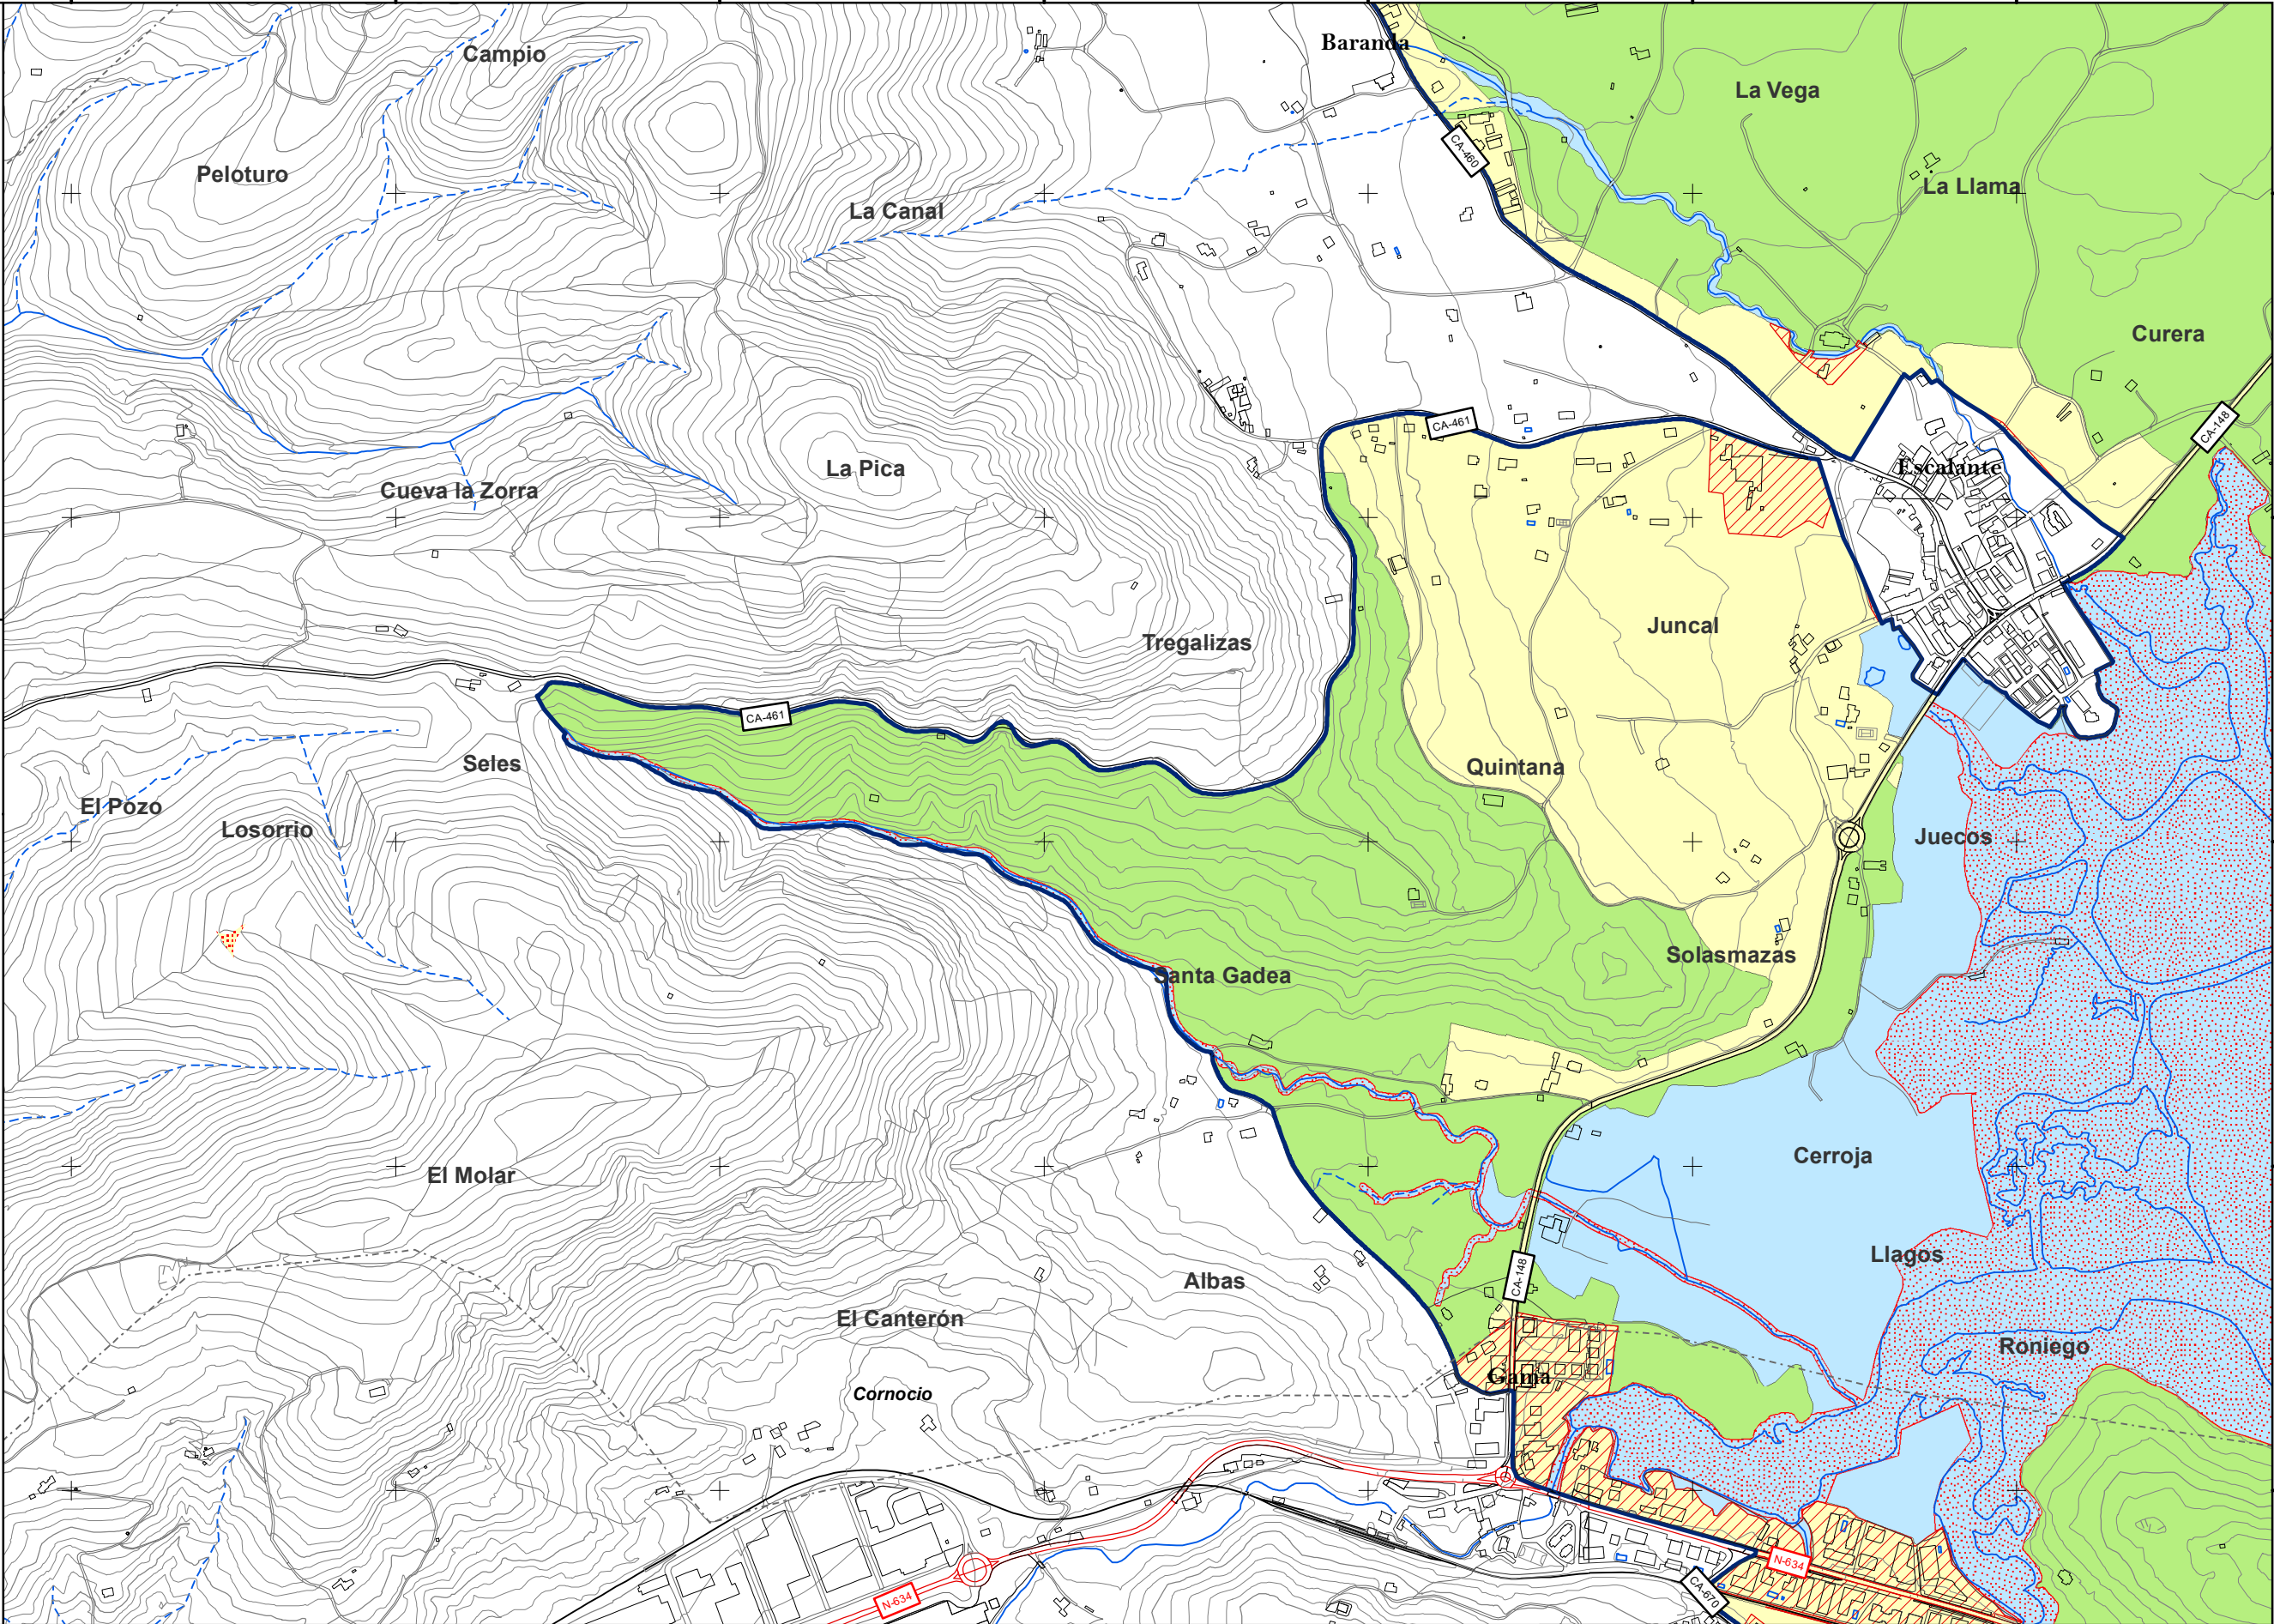 Baranda
Campio
La Vega
CA-460
Peloturo
La Llama
La Canal
Curera
CA-461
CA-148
La Pica
Escalante
Cueva la Zorra
Juncal
Tregalizas
CA-461
Seles
Quintana
El Pozo
Losorrio
Juecos
Solasmazas
Santa Gadea
Cerroja
El Molar
Llagos
CA-148
Albas
El Canterón
Roniego
Gama
Cornocio
N-634
CA-670
N-634